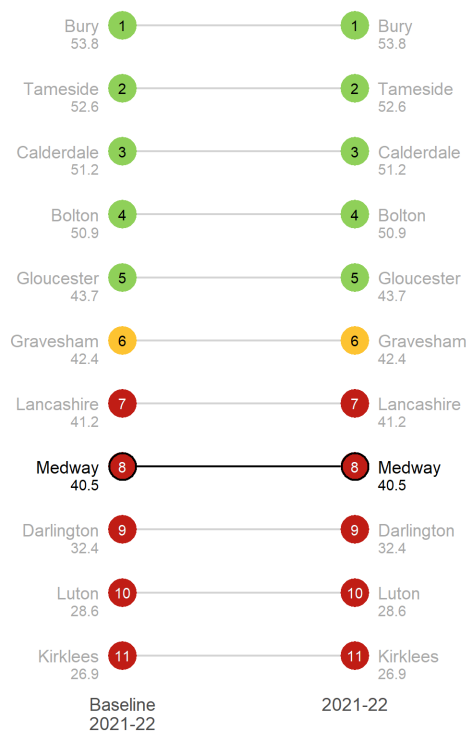 Bury 1 1 Bury
53.8 53.8
Tameside 2 2 Tameside
52.6 52.6
Calderdale 3 3 Calderdale
51.2 51.2
Bolton 4 4 Bolton
50.9 50.9
Gloucester 5 5 Gloucester
43.7 43.7
Gravesham 6 6 Gravesham
42.4 42.4
Lancashire 7 7 Lancashire
41.2 41.2
Medway 8 8 Medway
40.5 40.5
Darlington 9 9 Darlington
32.4 32.4
Luton 10 10 Luton
28.6 28.6
Kirklees 11 11 Kirklees
26.9 26.9
Baseline 2021-22
2021-22